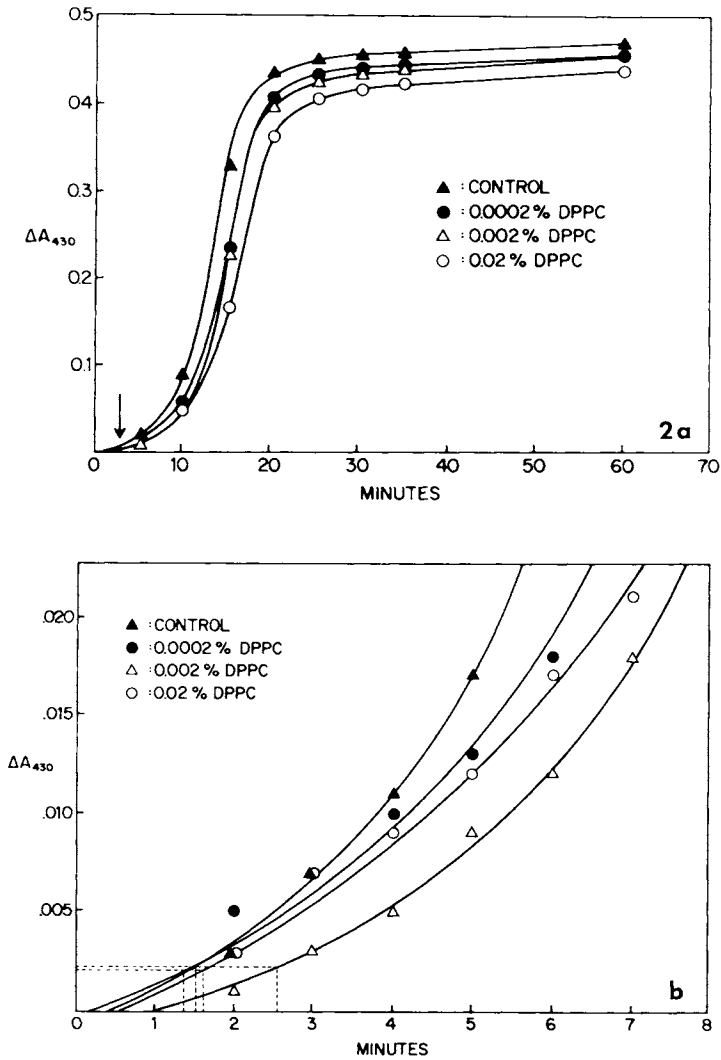 0.5
0.4
0.3
ΔA₄₃₀
0.2
0.1
▲ : CONTROL
● : 0.0002 % DPPC
△ : 0.002 % DPPC
○ : 0.02 % DPPC
2a
0 10 20 30 40 50 60 70
MINUTES
.020
.015
ΔA₄₃₀
.010
.005
▲ : CONTROL
● : 0.0002 % DPPC
△ : 0.002 % DPPC
○ : 0.02 % DPPC
b
0 1 2 3 4 5 6 7 8
MINUTES